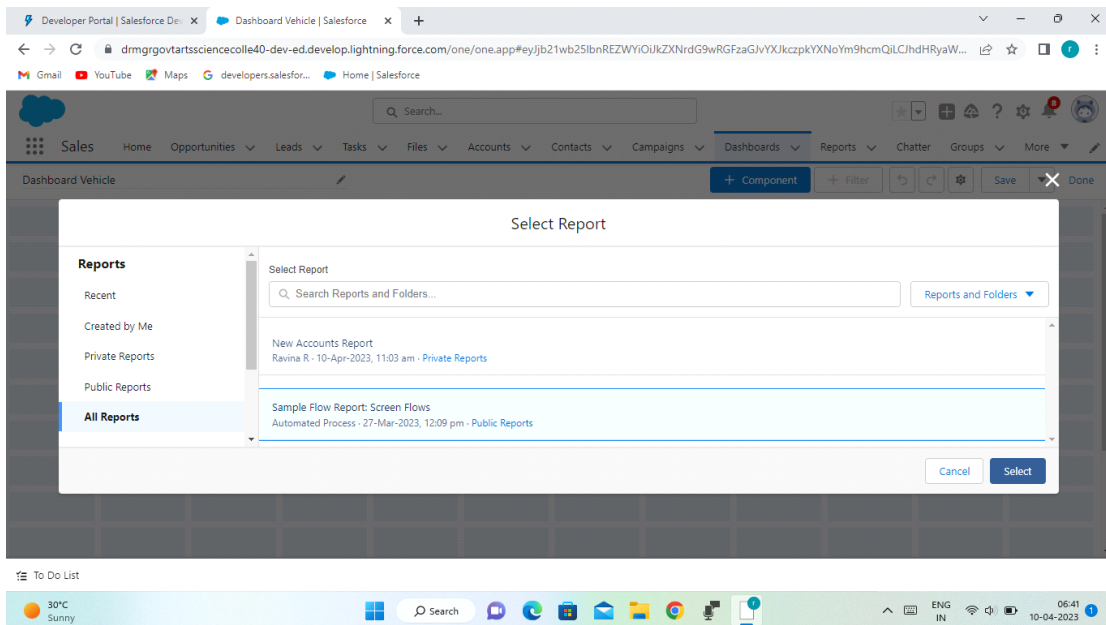 Developer Portal | Salesforce Dev
Dashboard Vehicle | Salesforce
drmgrgovtartssciencecolle40-dev-ed.develop.lightning.force.com/one/one.app#eyJjb21wb25lbnREZWYiOiJkZXNrdG9wRGFzaGJvYXJkczpkYXNoYm9hcmQiLCJhdHRyaW...
Gmail YouTube Maps developers.salesfor... Home | Salesforce
Search...
8
Sales Home Opportunities Leads Tasks Files Accounts Contacts Campaigns Dashboards Reports Chatter Groups More
Dashboard Vehicle + Component + Filter Save Done
Select Report
Reports
Recent
Created by Me
Private Reports
Public Reports
All Reports
Select Report
Search Reports and Folders...
Reports and Folders
New Accounts Report
Ravina R · 10-Apr-2023, 11:03 am · Private Reports
Sample Flow Report: Screen Flows
Automated Process · 27-Mar-2023, 12:09 pm · Public Reports
Cancel Select
To Do List
30°C
Sunny
Search
ENG
IN
06:41
10-04-2023
1